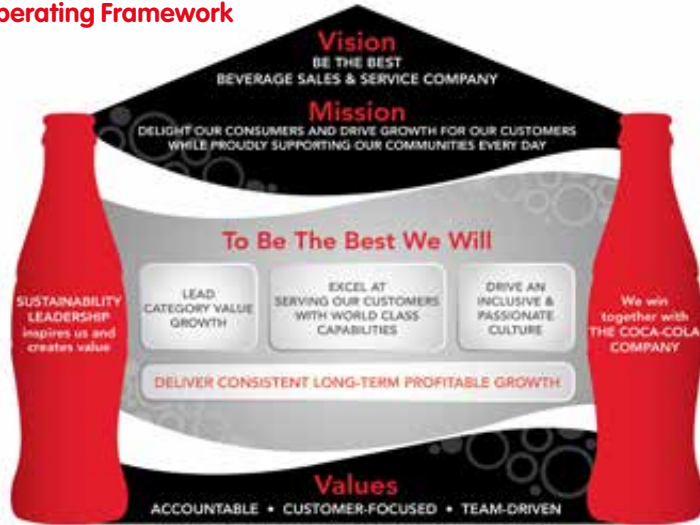 perating Framework
Vision
BE THE BEST
BEVERAGE SALES & SERVICE COMPANY
Mission
DELIGHT OUR CONSUMERS AND DRIVE GROWTH FOR OUR CUSTOMERS
WHILE PROUDLY SUPPORTING OUR COMMUNITIES EVERY DAY
To Be The Best We Will
SUSTAINABILITY
LEADERSHIP
inspires us and
creates value
LEAD
CATEGORY VALUE
GROWTH
EXCEL AT
SERVING OUR CUSTOMERS
WITH WORLD CLASS
CAPABILITIES
DRIVE AN
INCLUSIVE &
PASSIONATE
CULTURE
We win
together with
THE COCA-COLA
COMPANY
DELIVER CONSISTENT LONG-TERM PROFITABLE GROWTH
Values
ACCOUNTABLE • CUSTOMER-FOCUSED • TEAM-DRIVEN